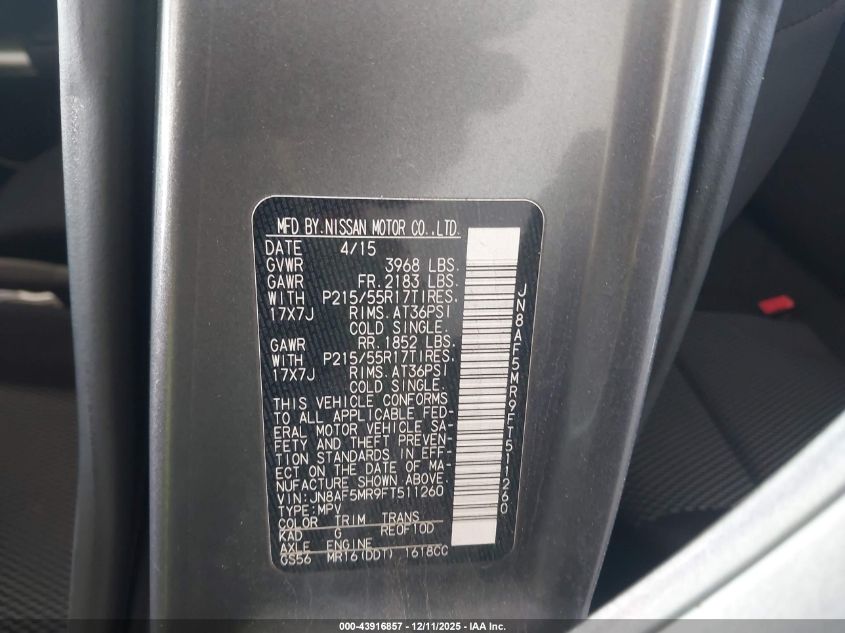 MFD BY.NISSAN MOTOR CO.,LTD.
DATE 4/15
GVWR 3968 LBS.
GAWR FR.2183 LBS.
WITH P215/55R17TIRES.
17X7J RIMS.AT36PSI
COLD SINGLE.
GAWR RR.1852 LBS.
WITH P215/55R17TIRES.
17X7J RIMS.AT36PSI
COLD SINGLE.
THIS VEHICLE CONFORMS
TO ALL APPLICABLE FED-
ERAL MOTOR VEHICLE SA-
FETY AND THEFT PREVEN-
TION STANDARDS IN EFF-
ECT ON THE DATE OF MA-
NUFACTURE SHOWN ABOVE.
VIN:JN8AF5MR9FT511260
TYPE:MPV
COLOR TRIM TRANS
KAD G RE0F10D
AXLE ENGINE
GS56 MR16(DDT) 1618CC
JN8AF5MR9FT511260
000-43916857 - 12/11/2025 - IAA Inc.